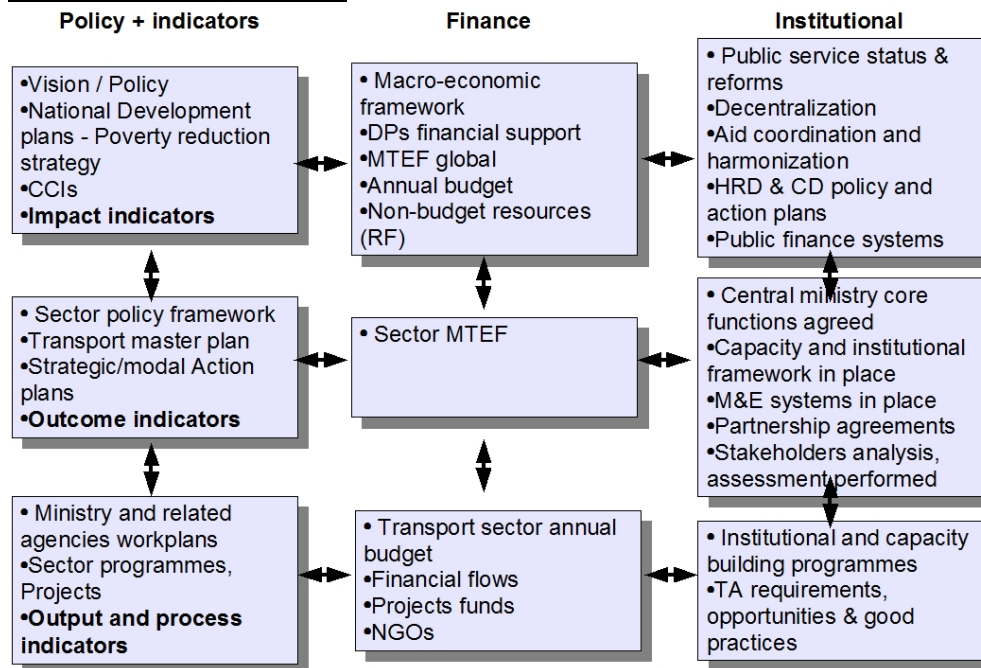 Policy + indicators
Finance
Institutional
•Vision / Policy
•National Development
plans - Poverty reduction
strategy
•CCIs
•Impact indicators
• Macro-economic
framework
•DPs financial support
•MTEF global
•Annual budget
•Non-budget resources
(RF)
• Public service status &
reforms
•Decentralization
•Aid coordination and
harmonization
•HRD & CD policy and
action plans
•Public finance systems
• Sector policy framework
•Transport master plan
•Strategic/modal Action
plans
•Outcome indicators
• Sector MTEF
• Central ministry core
functions agreed
•Capacity and institutional
framework in place
•M&E systems in place
•Partnership agreements
•Stakeholders analysis,
assessment performed
• Ministry and related
agencies workplans
•Sector programmes,
Projects
•Output and process
indicators
• Transport sector annual
budget
•Financial flows
•Projects funds
•NGOs
• Institutional and capacity
building programmes
•TA requirements,
opportunities & good
practices